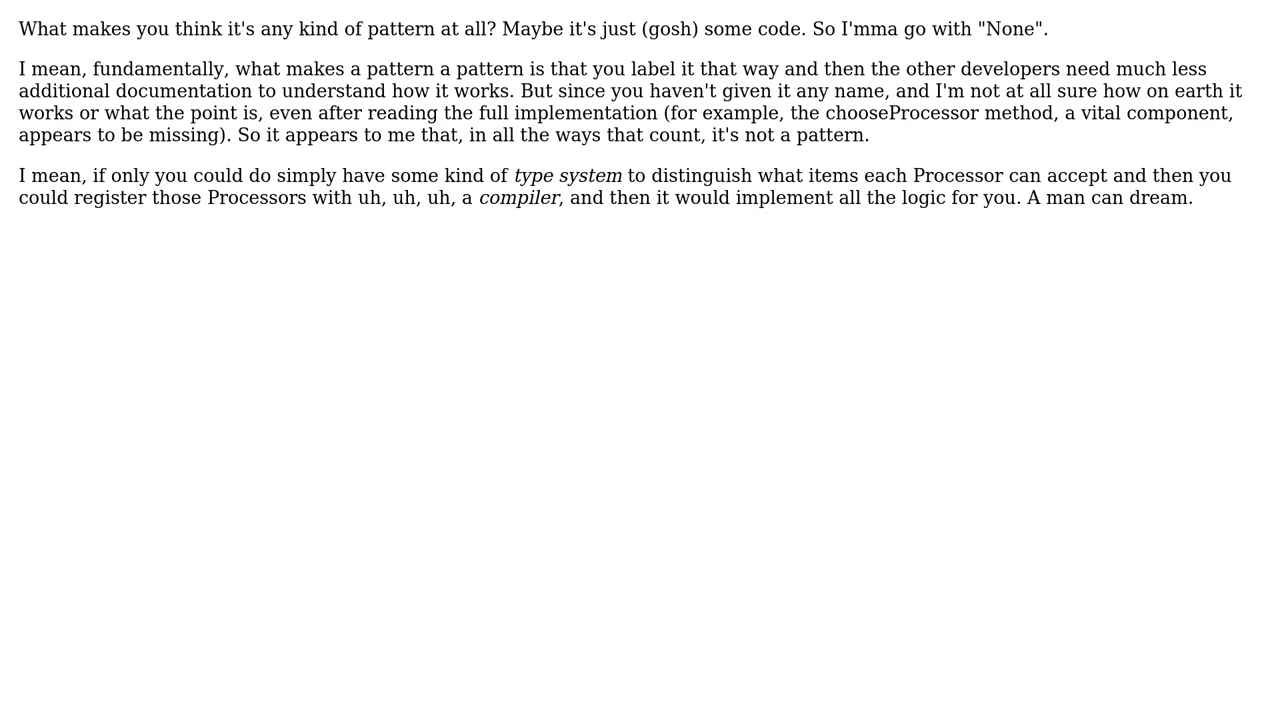 What makes you think it's any kind of pattern at all? Maybe it's just (gosh) some code. So I'mma go with "None".
I mean, fundamentally, what makes a pattern a pattern is that you label it that way and then the other developers need much less
additional documentation to understand how it works. But since you haven't given it any name, and I'm not at all sure how on earth it
works or what the point is, even after reading the full implementation (for example, the chooseProcessor method, a vital component,
appears to be missing). So it appears to me that, in all the ways that count, it's not a pattern.
I mean, if only you could do simply have some kind of type system to distinguish what items each Processor can accept and then you
could register those Processors with uh, uh, uh, a compiler, and then it would implement all the logic for you. A man can dream.